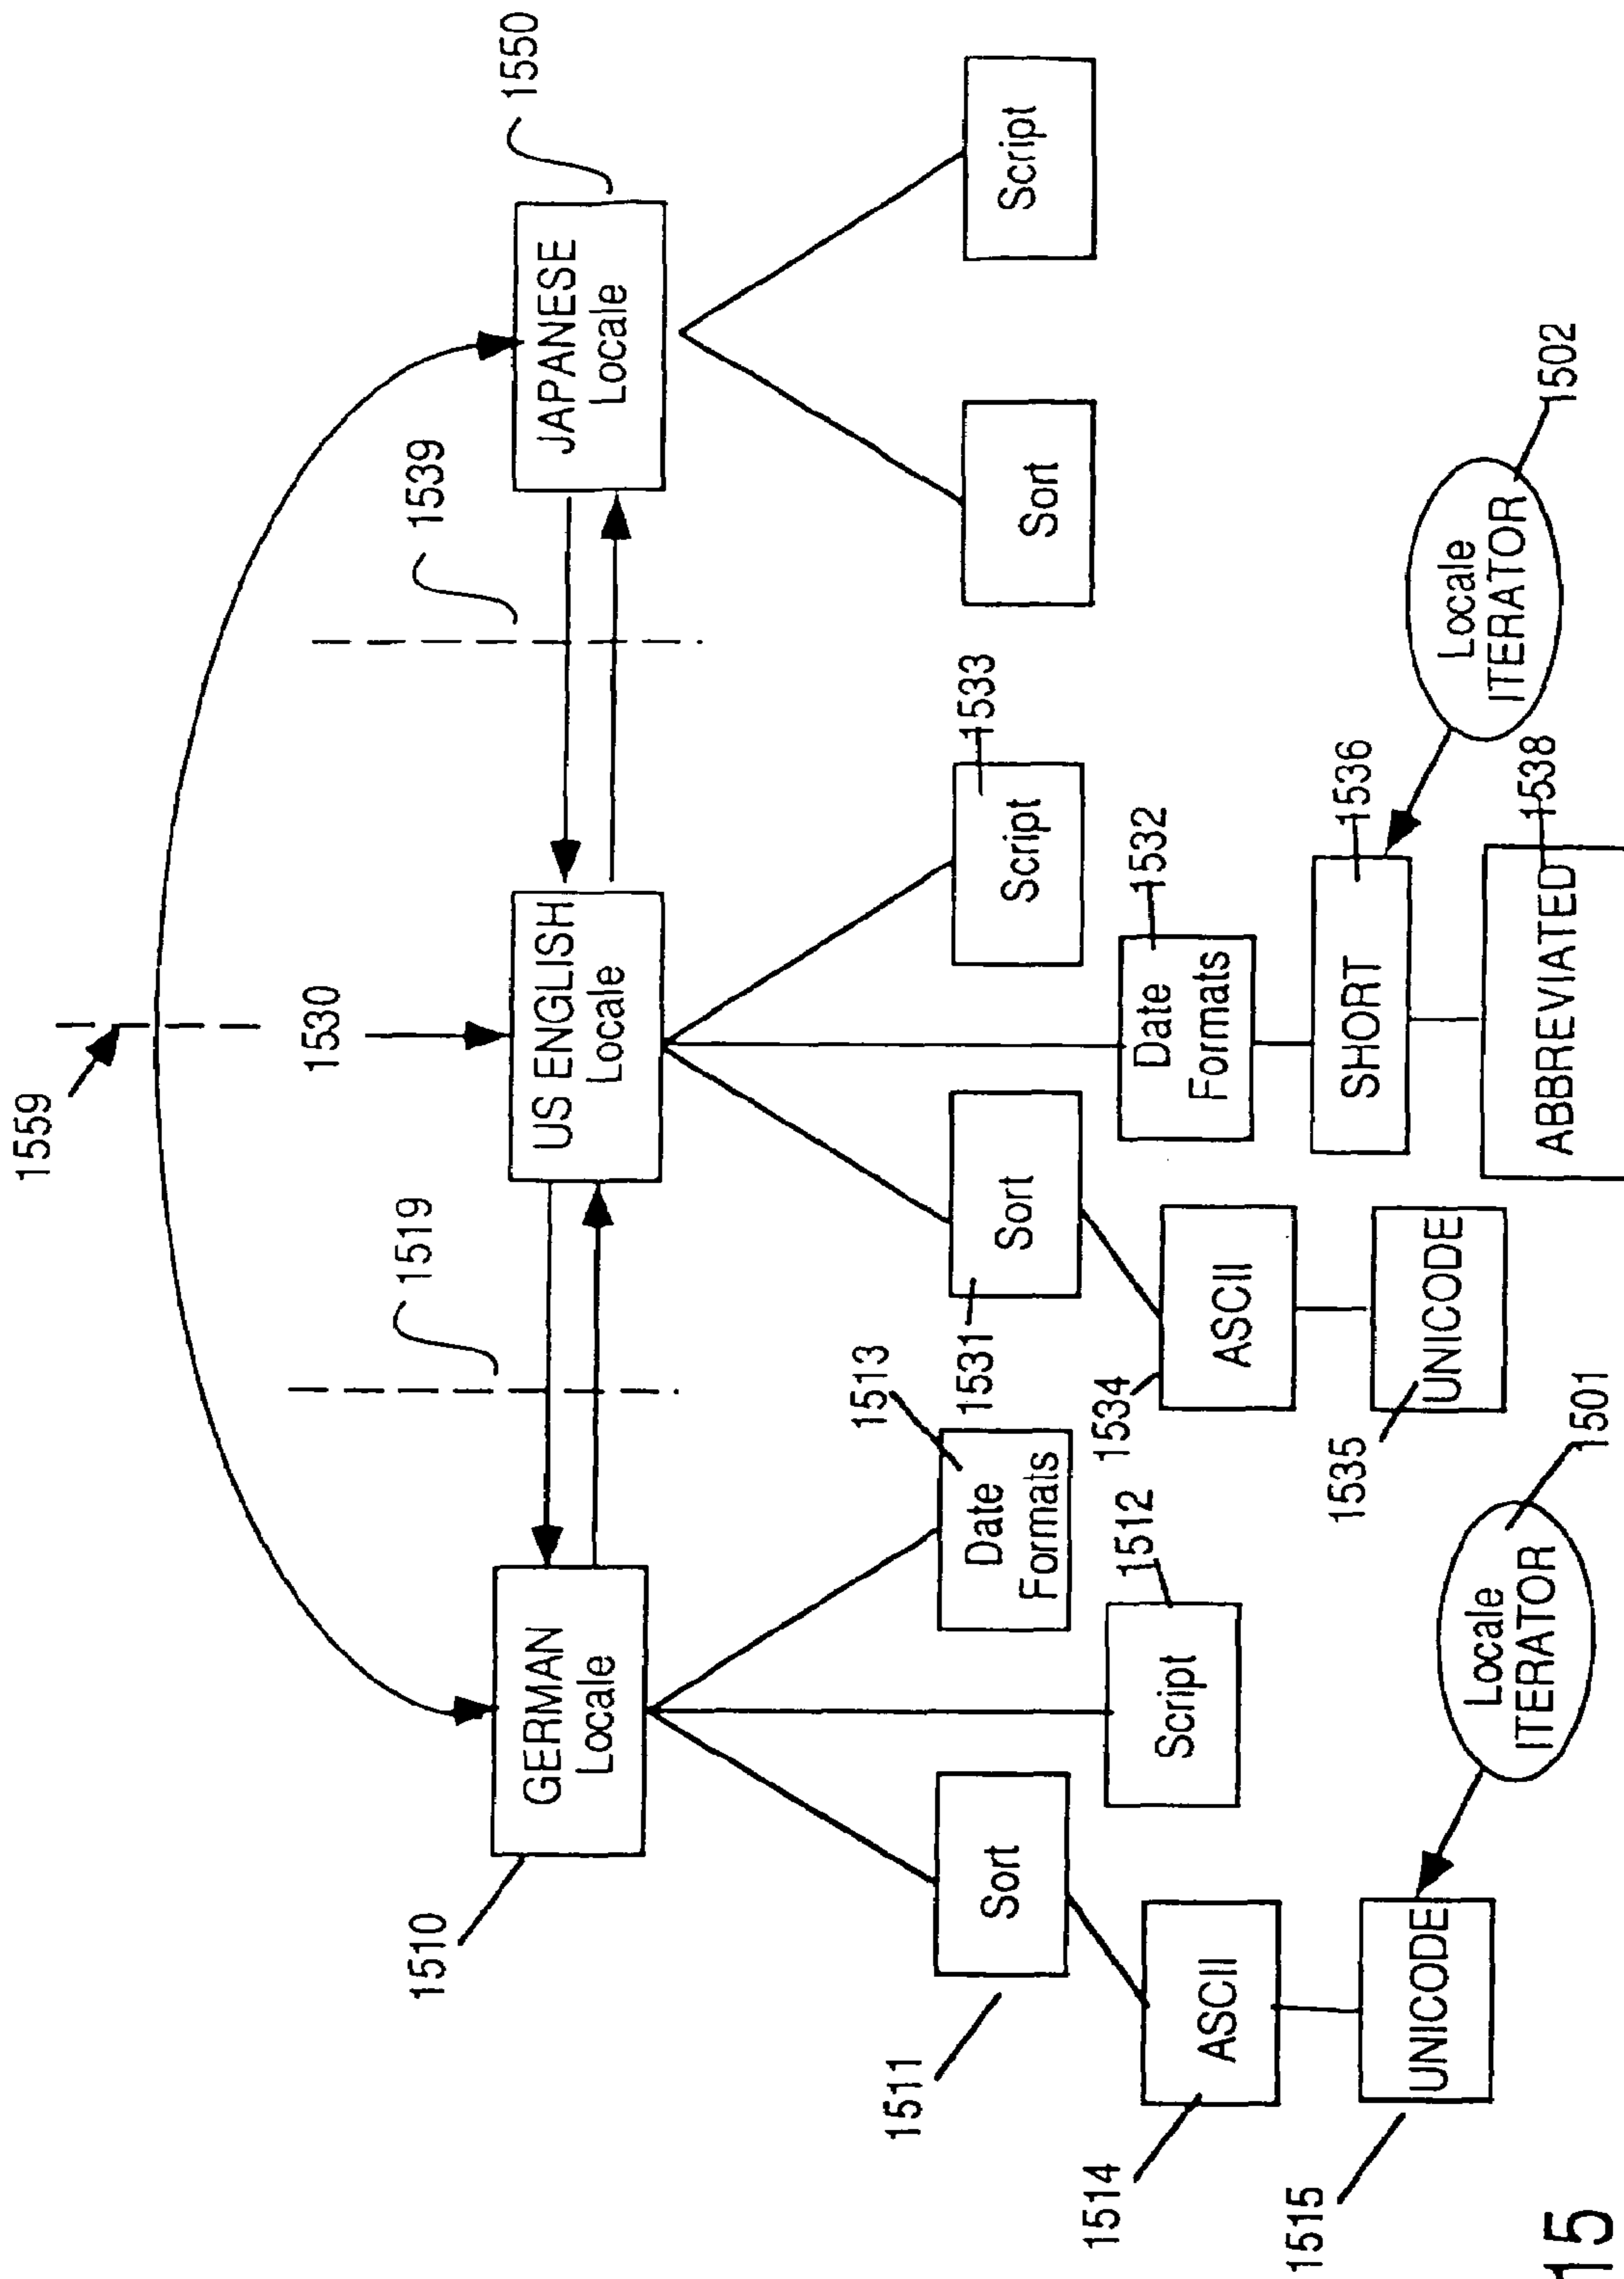 1559
1530
1519
1539
1550
1510
GERMAN
Locale
US ENGLISH
Locale
JAPANESE
Locale
1511
Sort
1513
Date
Formats
1512
Script
1514
ASCII
1515
UNICODE
Locale
ITERATOR
1501
1531
Sort
1532
Date
Formats
1533
Script
1534
ASCII
1535
UNICODE
1536
SHORT
1538
ABBREVIATED
Locale
ITERATOR
1502
Sort
Script
15